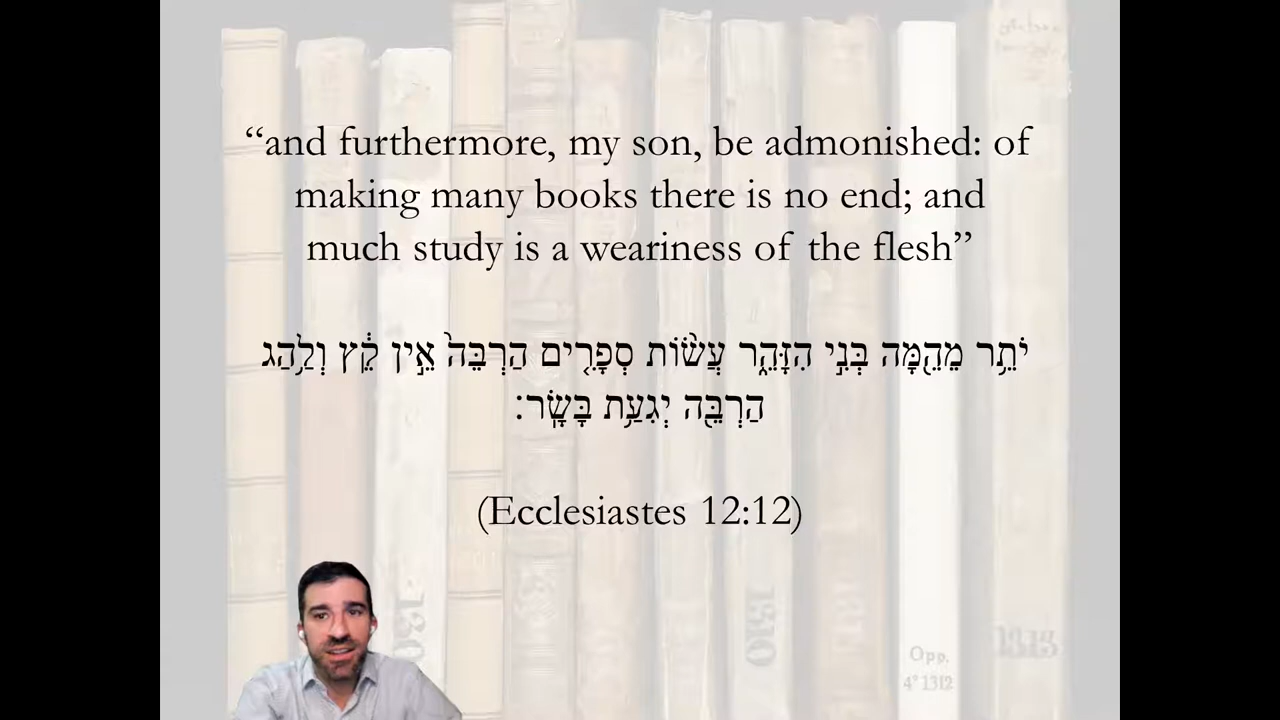 “and furthermore, my son, be admonished: of
making many books there is no end; and
much study is a weariness of the flesh”
יֹתֵ֥ר מֵהֵ֖מָּה בְּנִ֣י הִזָּהֵ֑ר עֲשׂ֨וֹת סְפָרִ֤ים הַרְבֵּה֙ אֵ֣ין קֵ֔ץ וְלַ֥הַג
הַרְבֵּ֖ה יְגִעַ֥ת בָּשָֽׂר׃
(Ecclesiastes 12:12)
1310
Opp.
4° 1312
1313